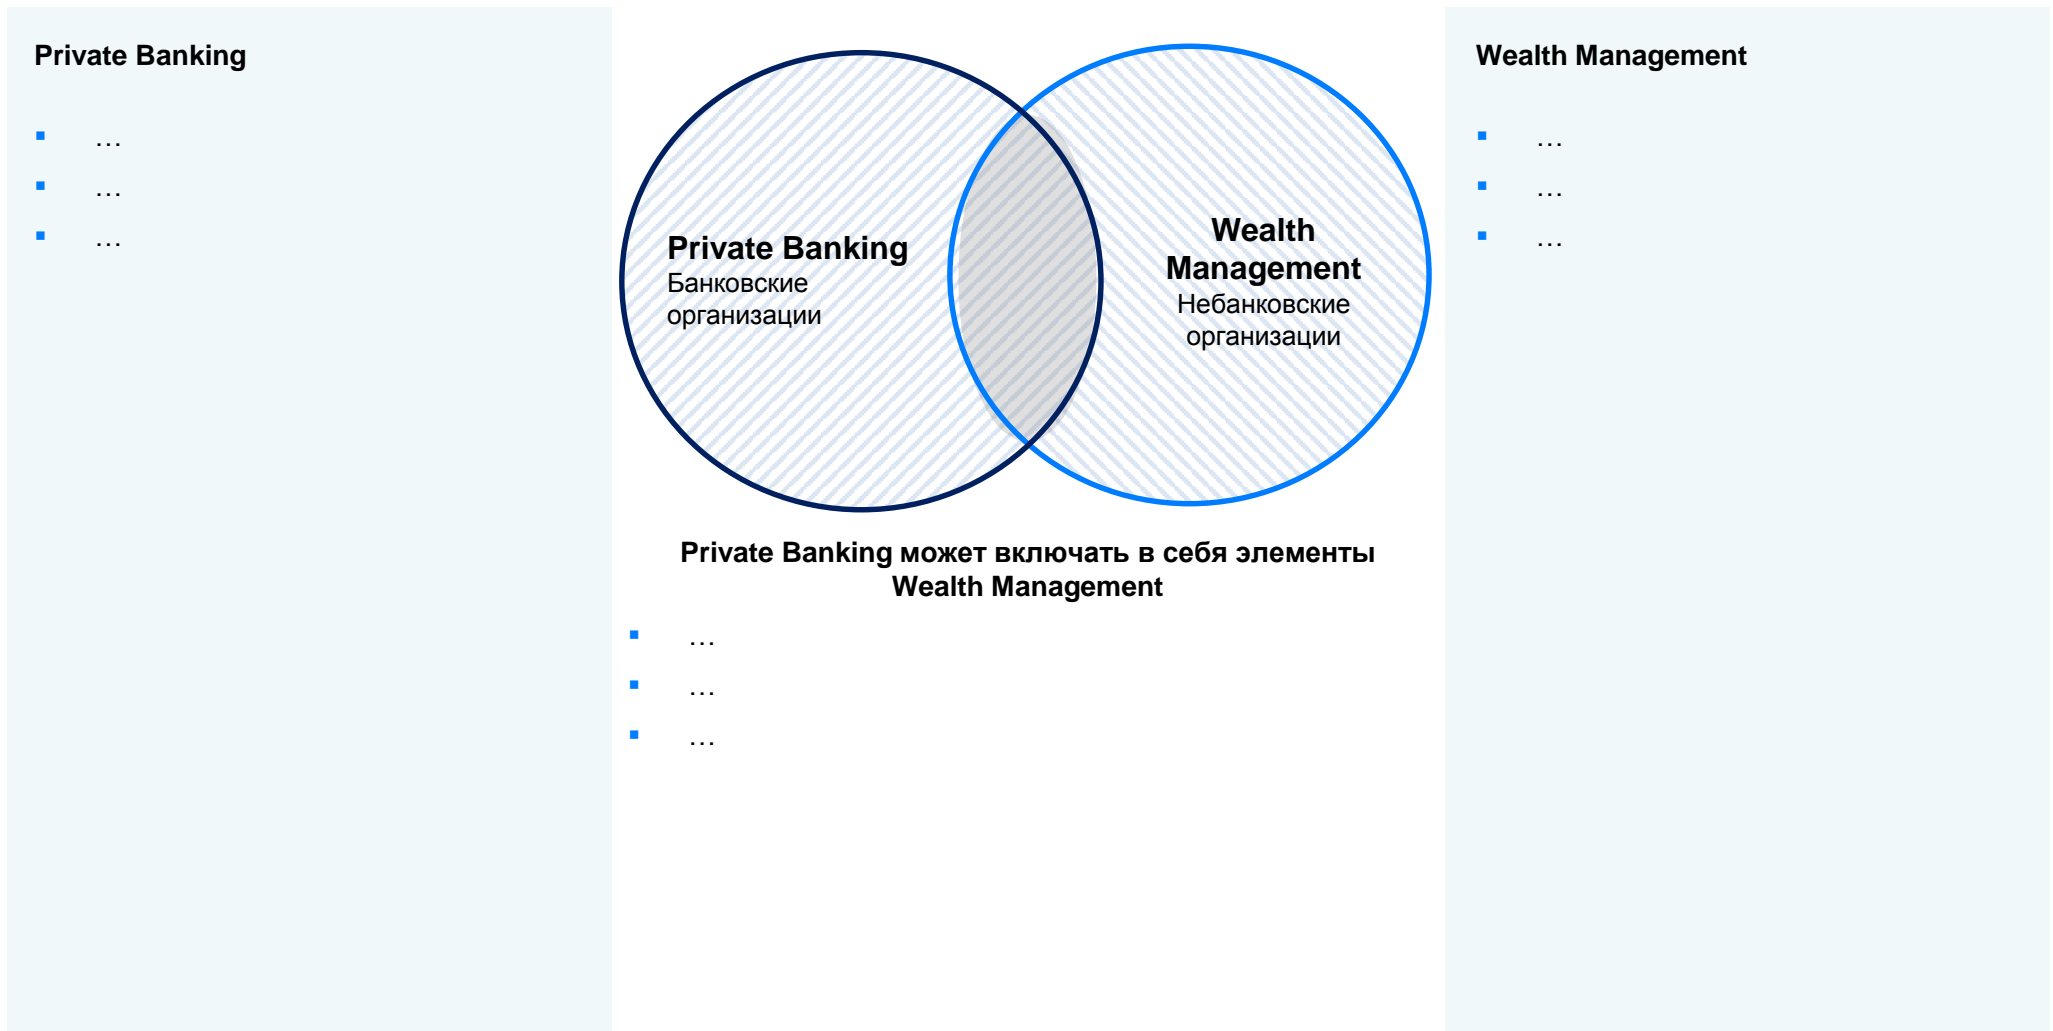 Private Banking
▪ …
▪ …
▪ …
Private Banking
Банковские
организации
Wealth
Management
Небанковские
организации
Private Banking может включать в себя элементы
Wealth Management
▪ …
▪ …
▪ …
Wealth Management
▪ …
▪ …
▪ …